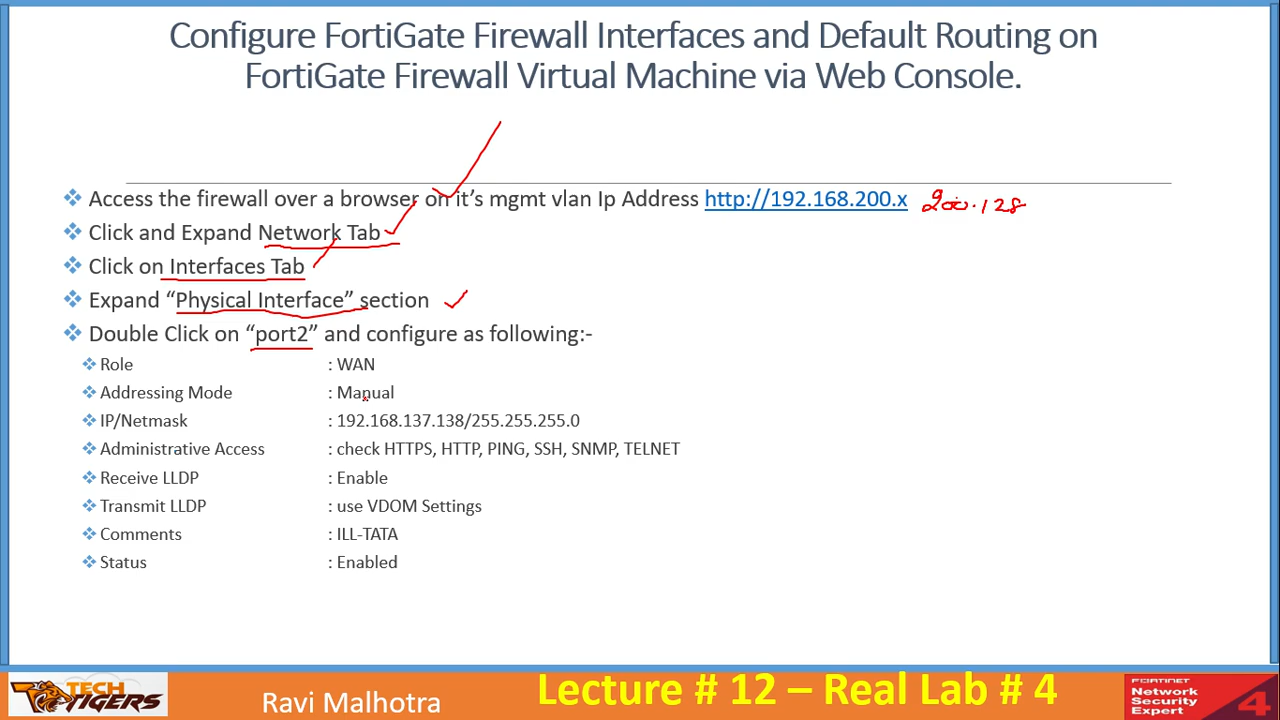 Configure FortiGate Firewall Interfaces and Default Routing on
FortiGate Firewall Virtual Machine via Web Console.
Access the firewall over a browser on it's mgmt vlan Ip Address http://192.168.200.x 200.128
Click and Expand Network Tab
Click on Interfaces Tab
Expand “Physical Interface” section
Double Click on “port2” and configure as following:-
Role : WAN
Addressing Mode : Manual
IP/Netmask : 192.168.137.138/255.255.255.0
Administrative Access : check HTTPS, HTTP, PING, SSH, SNMP, TELNET
Receive LLDP : Enable
Transmit LLDP : use VDOM Settings
Comments : ILL-TATA
Status : Enabled
TECH
TIGERS
Ravi Malhotra
Lecture # 12 – Real Lab # 4
FORTINET
Network
Security
Expert
4